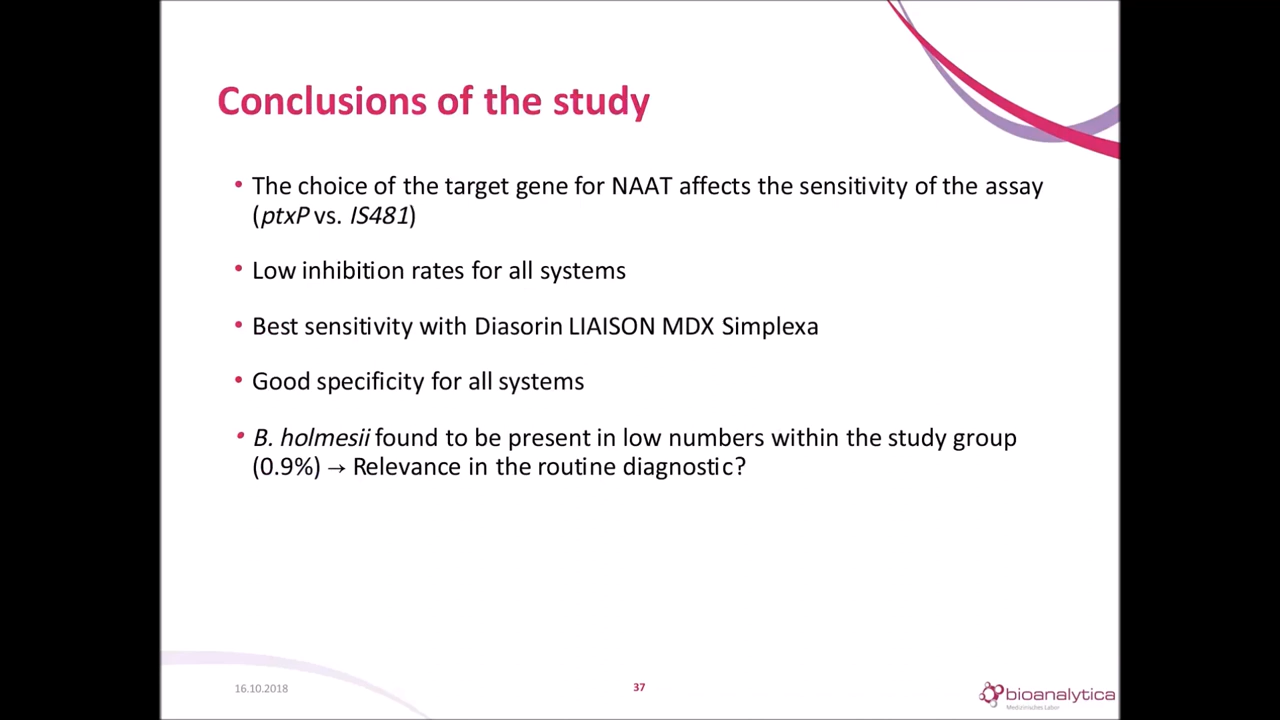 Conclusions of the study
• The choice of the target gene for NAAT affects the sensitivity of the assay
(ptxP vs. IS481)
• Low inhibition rates for all systems
• Best sensitivity with Diasorin LIAISON MDX Simplexa
• Good specificity for all systems
• B. holmesii found to be present in low numbers within the study group
(0.9%) → Relevance in the routine diagnostic?
16.10.2018
37
bioanalytica
Medizinisches Labor